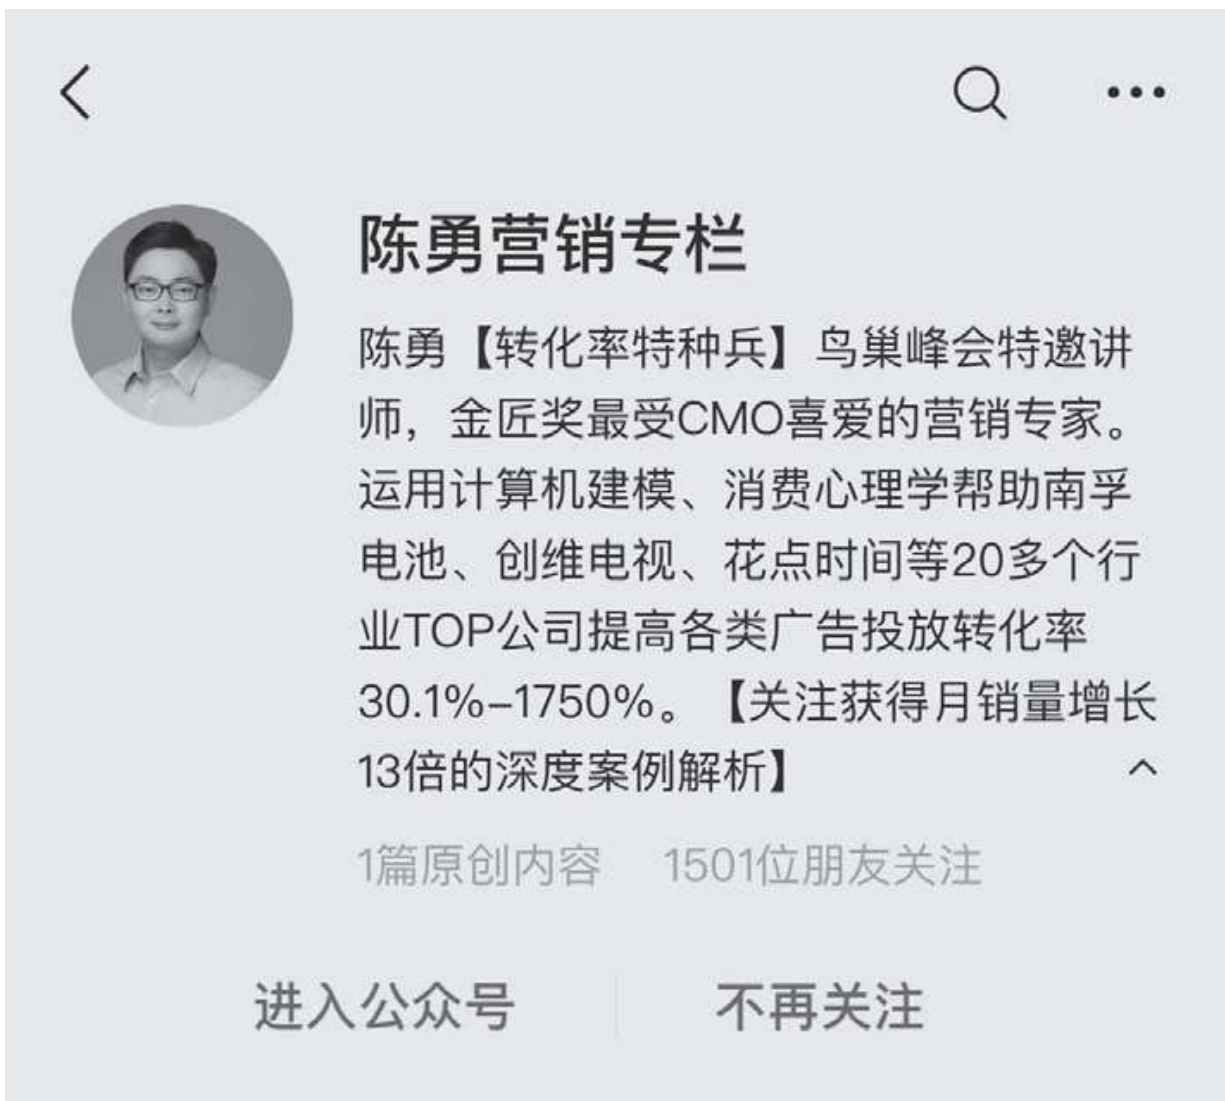 陈勇营销专栏
陈勇【转化率特种兵】鸟巢峰会特邀讲
师，金匠奖最受CMO喜爱的营销专家。
运用计算机建模、消费心理学帮助南孚
电池、创维电视、花点时间等20多个行
业TOP公司提高各类广告投放转化率
30.1%–1750%。【关注获得月销量增长
13倍的深度案例解析】
1篇原创内容 1501位朋友关注
进入公众号 不再关注